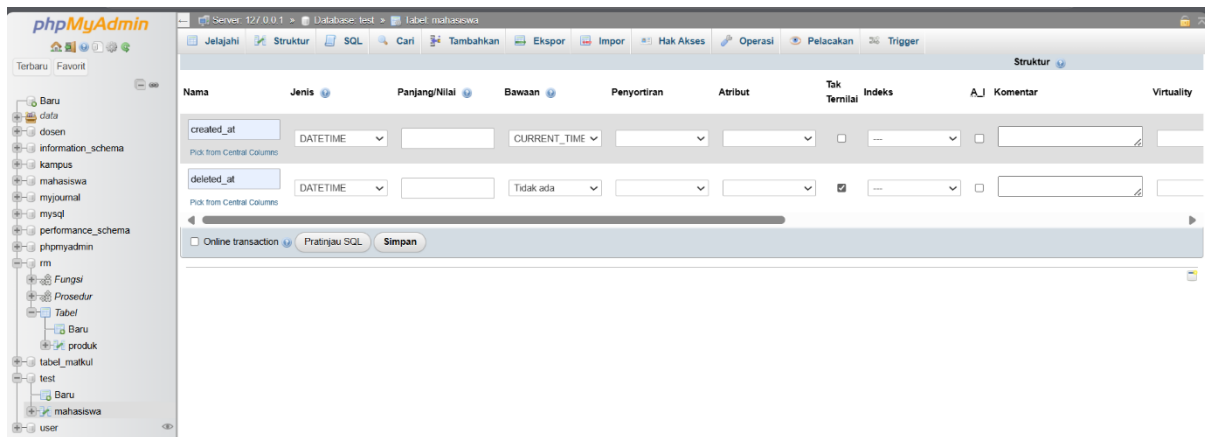 phpMyAdmin
Terbaru Favorit
Baru
data
dosen
information_schema
kampus
mahasiswa
myjournal
mysql
performance_schema
phpmyadmin
rm
Fungsi
Prosedur
Tabel
Baru
produk
tabel_matkul
test
Baru
mahasiswa
user
Server: 127.0.0.1 » Database: test » Tabel: mahasiswa
Jelajahi Struktur SQL Cari Tambahkan Ekspor Impor Hak Akses Operasi Pelacakan Trigger
Struktur
Nama Jenis Panjang/Nilai Bawaan Penyortiran Atribut Tak Ternilai Indeks A_I Komentar Virtuality
created_at DATETIME CURRENT_TIME ---
Pick from Central Columns
deleted_at DATETIME Tidak ada ---
Pick from Central Columns
Online transaction Pratinjau SQL Simpan